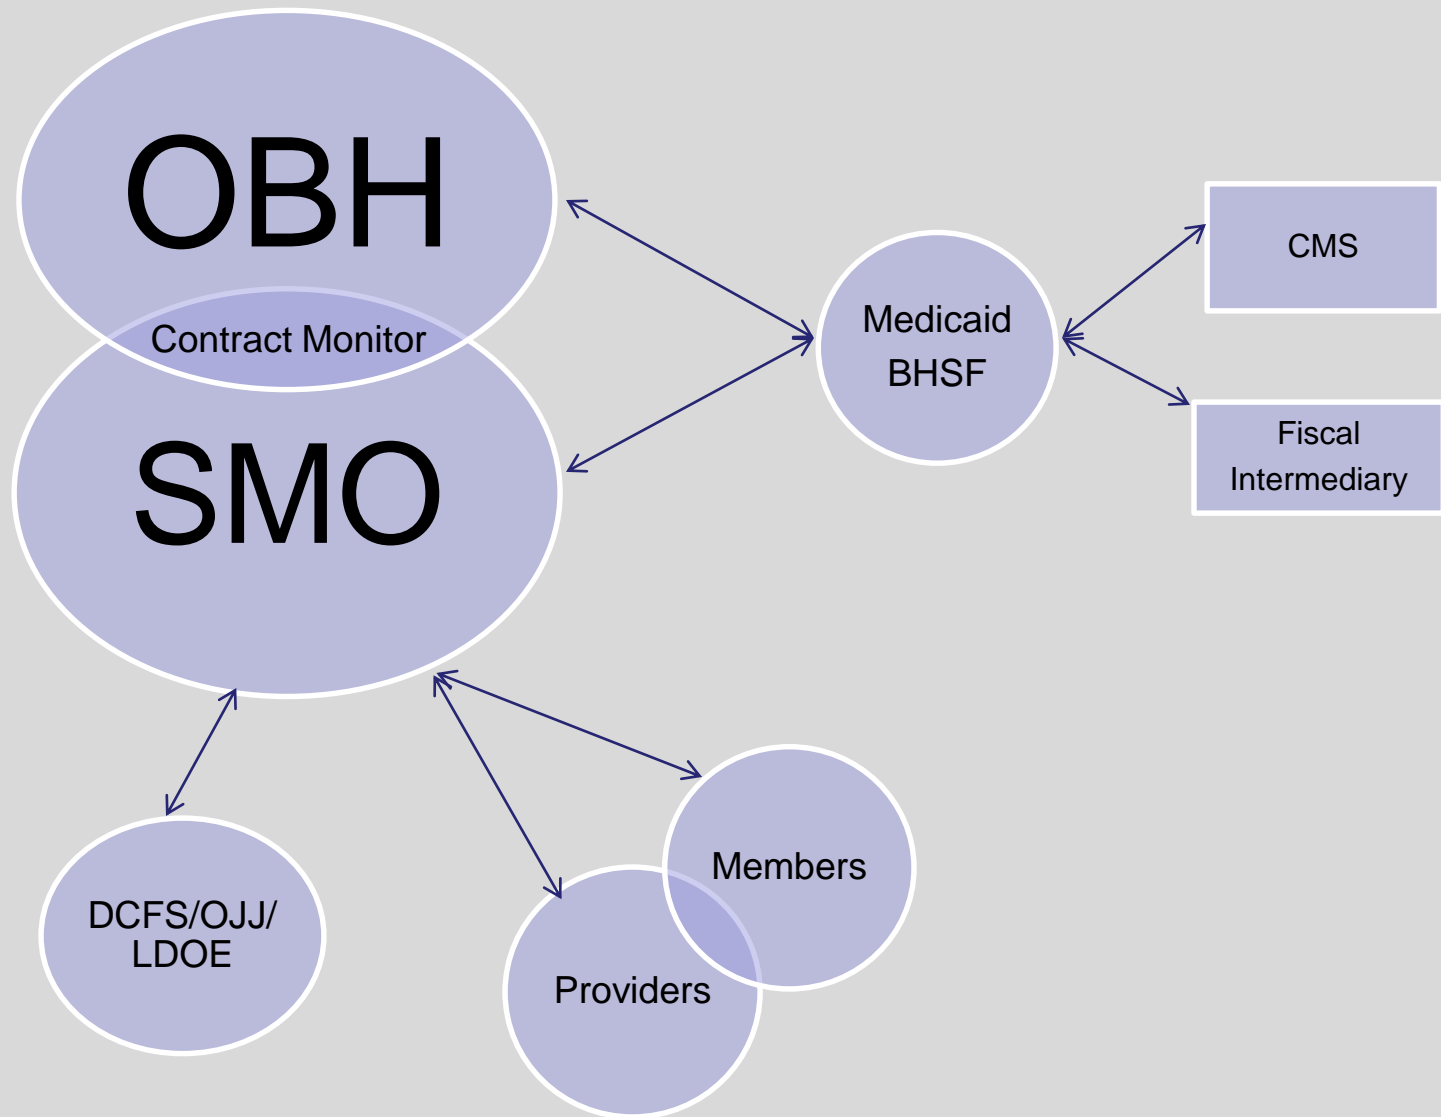 OBH
Contract Monitor
SMO
Medicaid
BHSF
CMS
Fiscal
Intermediary
DCFS/OJJ/
LDOE
Members
Providers